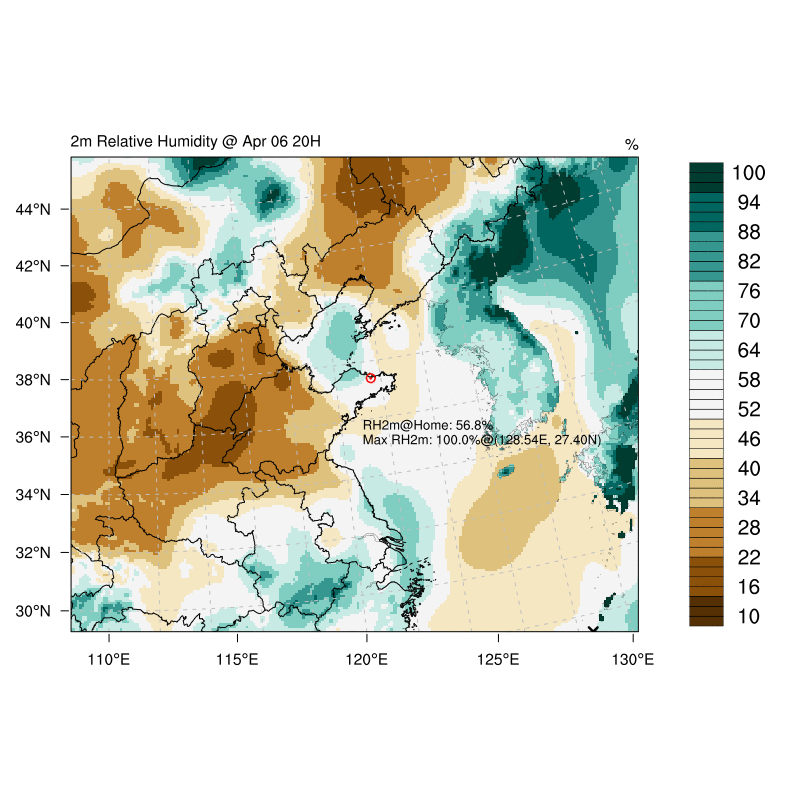 2m Relative Humidity @ Apr 06 20H
%
44°N
42°N
40°N
38°N
36°N
34°N
32°N
30°N
110°E
115°E
120°E
125°E
130°E
RH2m@Home: 56.8%
Max RH2m: 100.0%@(128.54E, 27.40N)
100
94
88
82
76
70
64
58
52
46
40
34
28
22
16
10